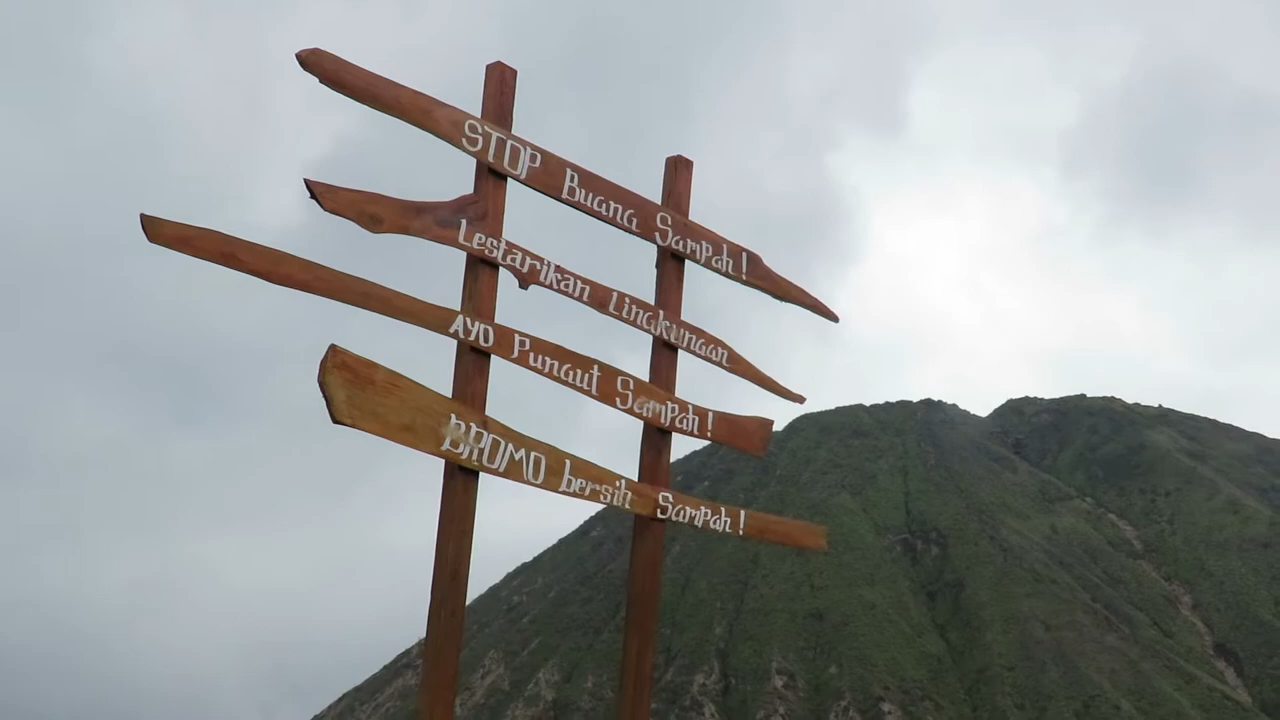 STOP Buang Sampah!
Lestarikan Lingkungan
AYO Pungut Sampah!
BROMO bersih Sampah!